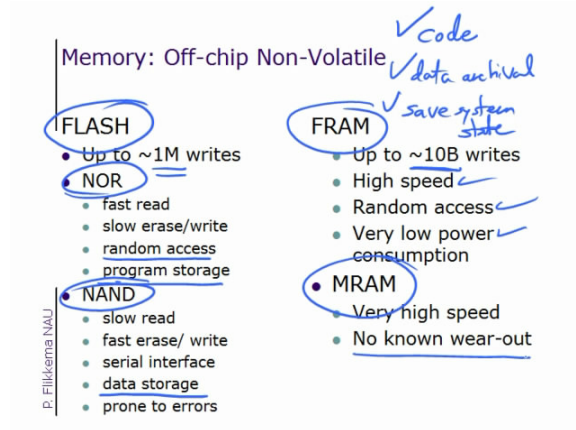 Memory: Off-chip Non-Volatile
✓code
✓data archival
✓save system
state
FLASH
Up to ~1M writes
NOR
fast read
slow erase/write
random access
program storage
NAND
slow read
fast erase/ write
serial interface
data storage
prone to errors
FRAM
Up to ~10B writes
High speed
Random access
Very low power
consumption
MRAM
Very high speed
No known wear-out
P. Flikkema NAU